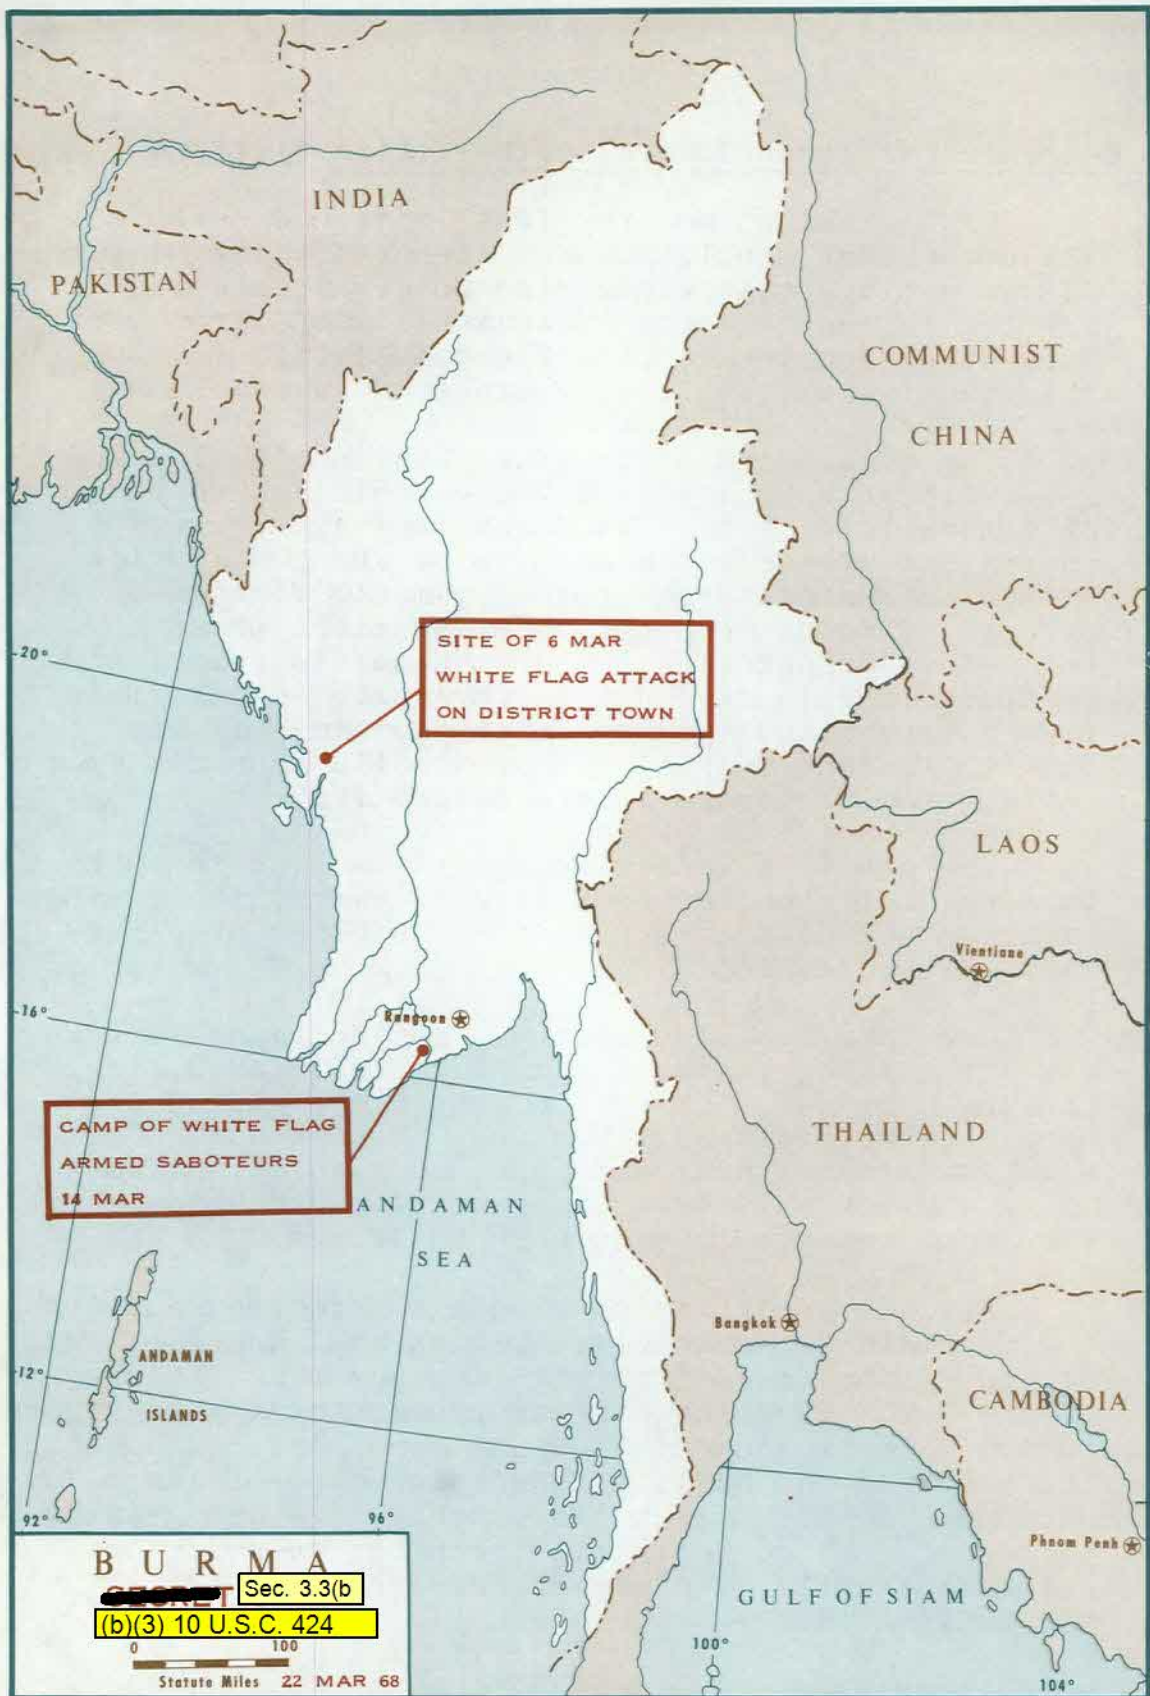 INDIA
PAKISTAN
COMMUNIST
CHINA
20°
SITE OF 6 MAR
WHITE FLAG ATTACK
ON DISTRICT TOWN
LAOS
Vientiane
16°
Rangoon
CAMP OF WHITE FLAG
ARMED SABOTEURS
14 MAR
THAILAND
ANDAMAN
SEA
Bangkok
ANDAMAN
ISLANDS
12°
CAMBODIA
92°
96°
Phnom Penh
BURMA
SECRET
Sec. 3.3(b
(b)(3) 10 U.S.C. 424
0 100
Statute Miles
22 MAR 68
GULF OF SIAM
100°
104°